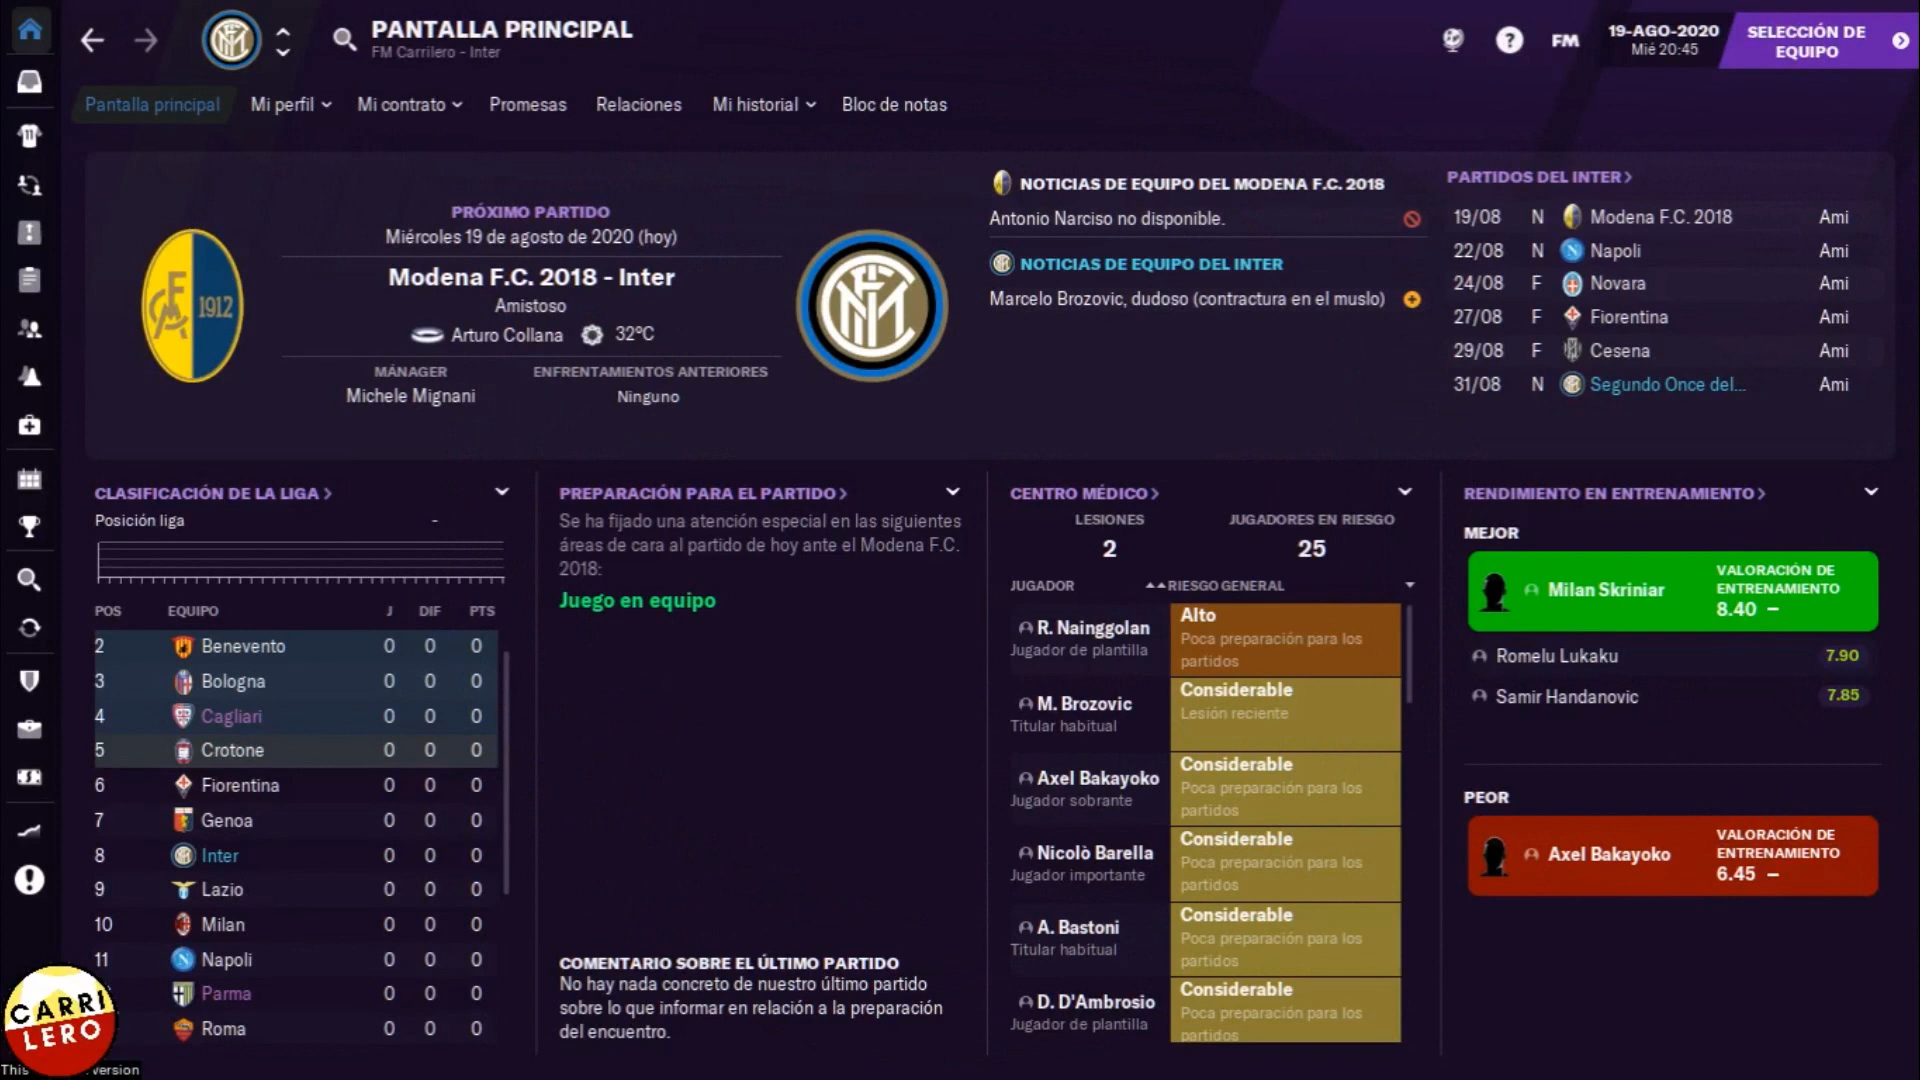 PANTALLA PRINCIPAL
FM Carrilero - Inter
FM
19-AGO-2020
Mié 20:45
SELECCIÓN DE
EQUIPO
Pantalla principal
Mi perfil
Mi contrato
Promesas
Relaciones
Mi historial
Bloc de notas
PRÓXIMO PARTIDO
Miércoles 19 de agosto de 2020 (hoy)
Modena F.C. 2018 - Inter
Amistoso
Arturo Collana
32°C
MÁNAGER
Michele Mignani
ENFRENTAMIENTOS ANTERIORES
Ninguno
1912
NOTICIAS DE EQUIPO DEL MODENA F.C. 2018
Antonio Narciso no disponible.
NOTICIAS DE EQUIPO DEL INTER
Marcelo Brozovic, dudoso (contractura en el muslo)
PARTIDOS DEL INTER
19/08 N Modena F.C. 2018 Ami
22/08 N Napoli Ami
24/08 F Novara Ami
27/08 F Fiorentina Ami
29/08 F Cesena Ami
31/08 N Segundo Once del... Ami
CLASIFICACIÓN DE LA LIGA
Posición liga -
POS EQUIPO J DIF PTS
2 Benevento 0 0 0
3 Bologna 0 0 0
4 Cagliari 0 0 0
5 Crotone 0 0 0
6 Fiorentina 0 0 0
7 Genoa 0 0 0
8 Inter 0 0 0
9 Lazio 0 0 0
10 Milan 0 0 0
11 Napoli 0 0 0
Parma 0 0 0
Roma 0 0 0
PREPARACIÓN PARA EL PARTIDO
Se ha fijado una atención especial en las siguientes
áreas de cara al partido de hoy ante el Modena F.C.
2018:
Juego en equipo
COMENTARIO SOBRE EL ÚLTIMO PARTIDO
No hay nada concreto de nuestro último partido
sobre lo que informar en relación a la preparación
del encuentro.
CENTRO MÉDICO
LESIONES
2
JUGADORES EN RIESGO
25
JUGADOR RIESGO GENERAL
R. Nainggolan
Jugador de plantilla
Alto
Poca preparación para los
partidos
M. Brozovic
Titular habitual
Considerable
Lesión reciente
Axel Bakayoko
Jugador sobrante
Considerable
Poca preparación para los
partidos
Nicolò Barella
Jugador importante
Considerable
Poca preparación para los
partidos
A. Bastoni
Titular habitual
Considerable
Poca preparación para los
partidos
D. D'Ambrosio
Jugador de plantilla
Considerable
Poca preparación para los
partidos
RENDIMIENTO EN ENTRENAMIENTO
MEJOR
Milan Skriniar
VALORACIÓN DE
ENTRENAMIENTO
8.40 –
Romelu Lukaku 7.90
Samir Handanovic 7.85
PEOR
Axel Bakayoko
VALORACIÓN DE
ENTRENAMIENTO
6.45 –
CARRI
LERO
This version